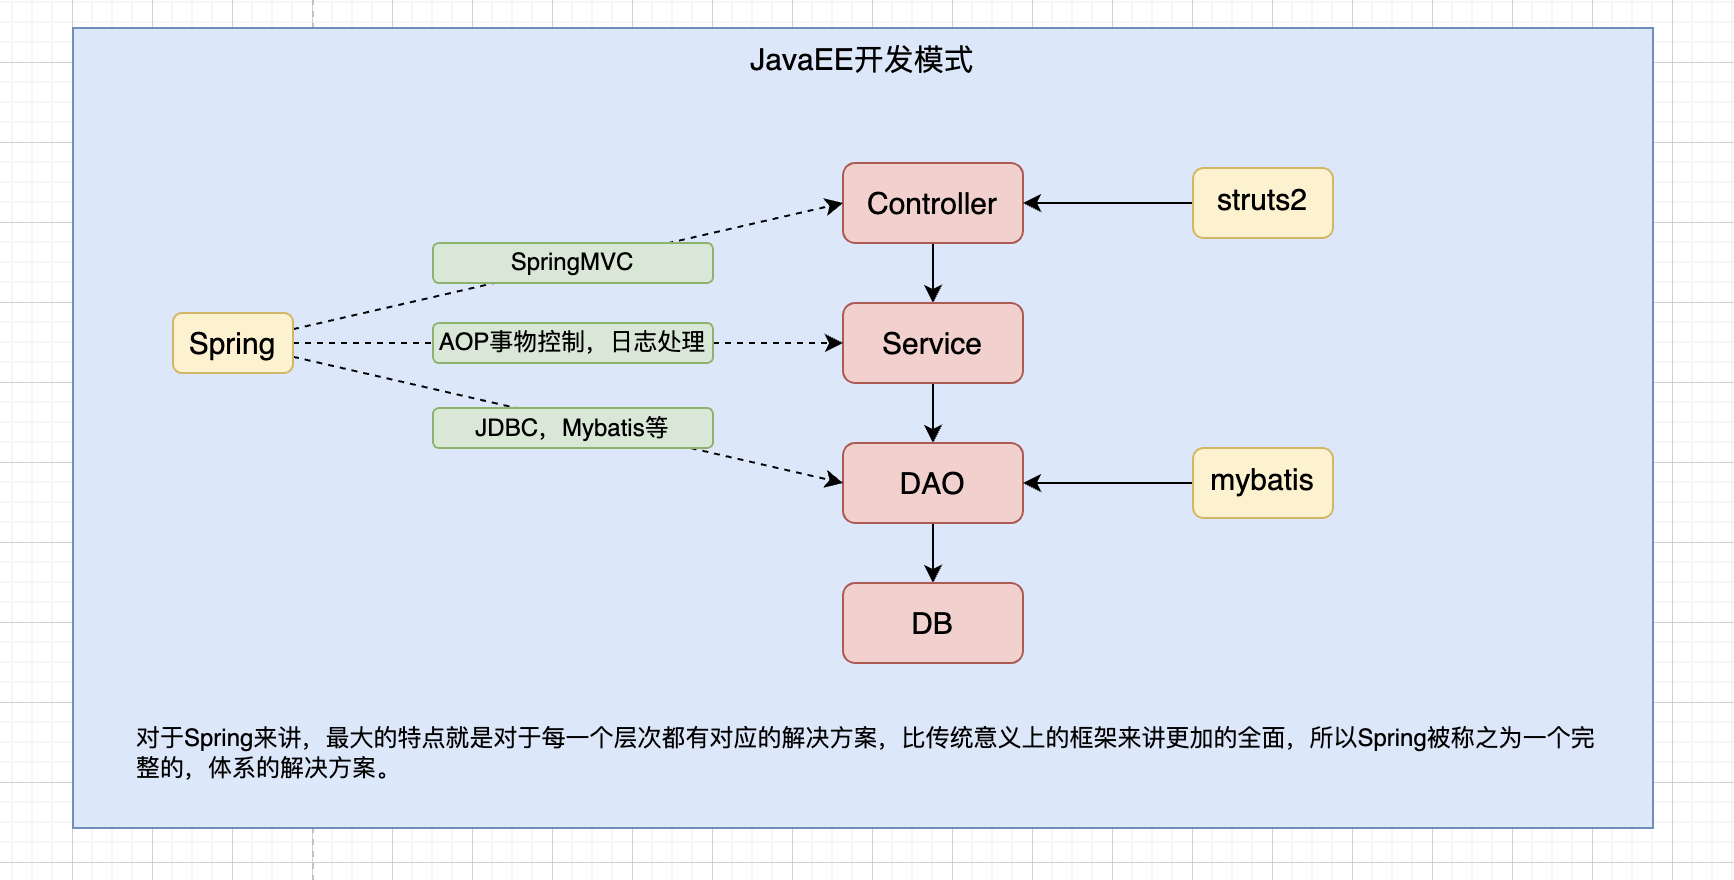 JavaEE开发模式
Controller
struts2
SpringMVC
Spring
AOP事物控制，日志处理
Service
JDBC，Mybatis等
DAO
mybatis
DB
对于Spring来讲，最大的特点就是对于每一个层次都有对应的解决方案，比传统意义上的框架来讲更加的全面，所以Spring被称之为一个完
整的，体系的解决方案。